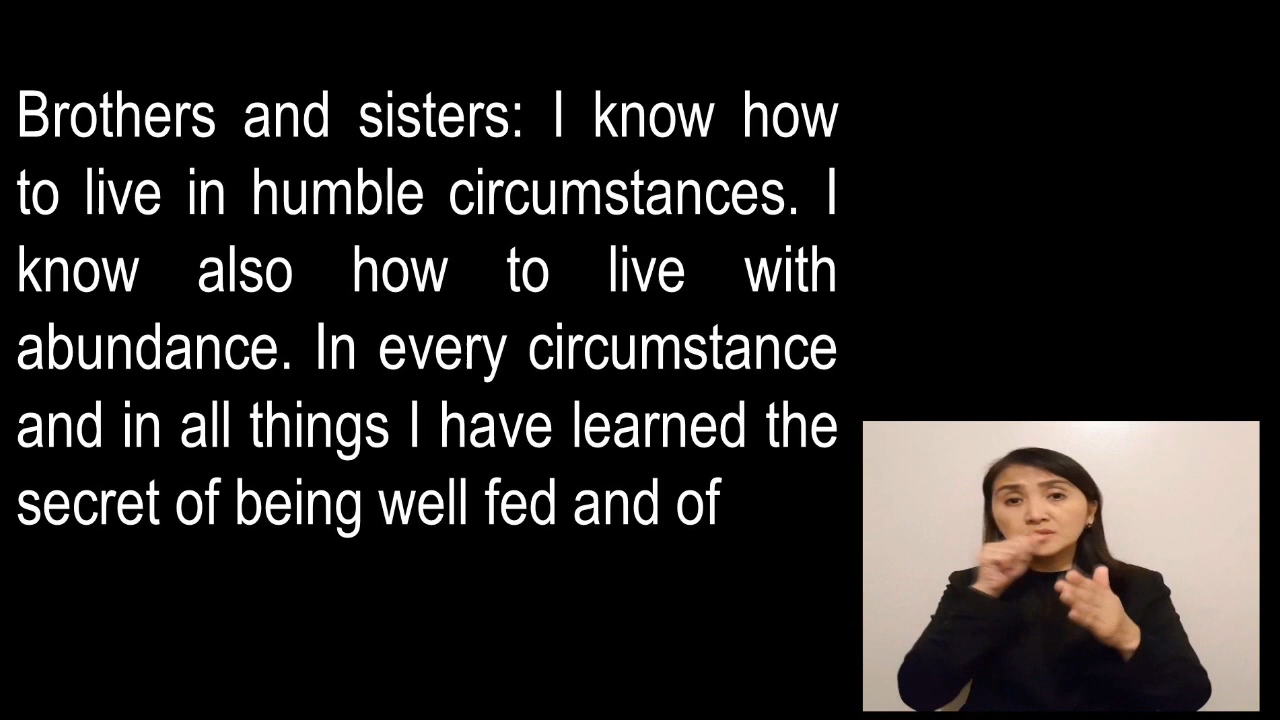 Brothers and sisters: I know how
to live in humble circumstances. I
know also how to live with
abundance. In every circumstance
and in all things I have learned the
secret of being well fed and of